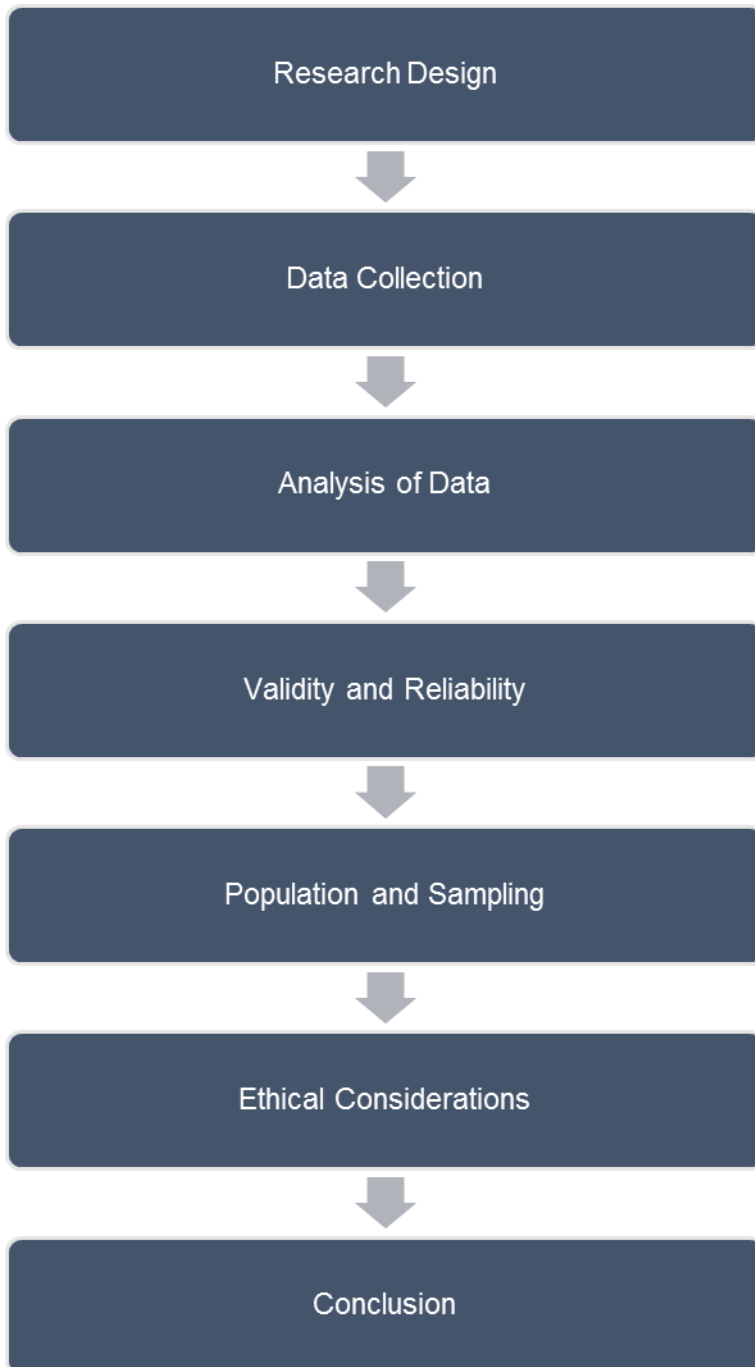 Research Design
Data Collection
Analysis of Data
Validity and Reliability
Population and Sampling
Ethical Considerations
Conclusion